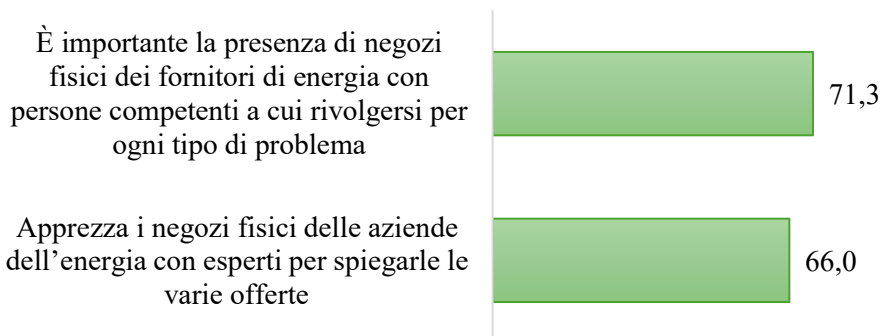 È importante la presenza di negozi
fisici dei fornitori di energia con
persone competenti a cui rivolgersi per
ogni tipo di problema
71,3
Apprezza i negozi fisici delle aziende
dell’energia con esperti per spiegarle le
varie offerte
66,0